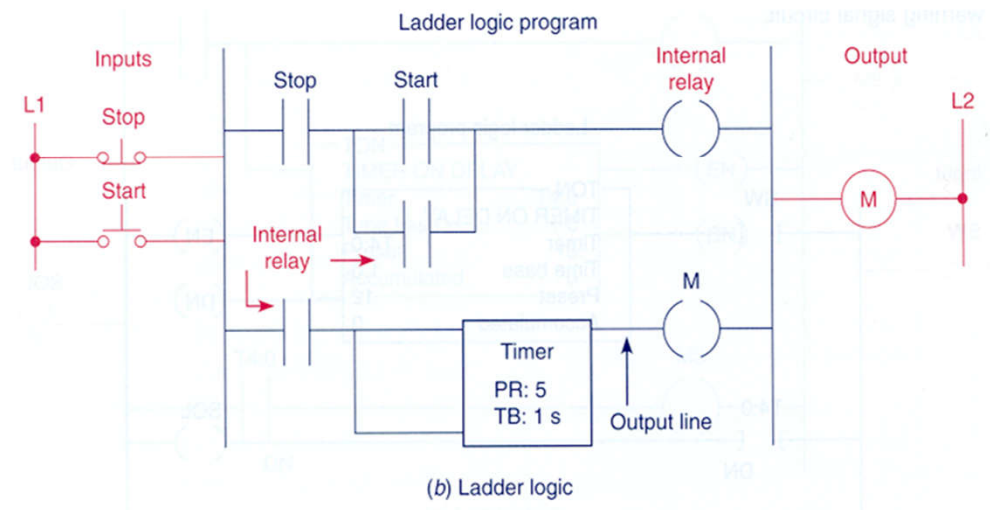 Ladder logic program
Inputs
Internal
relay
Output
L1
L2
Stop
Start
Stop
Start
M
Internal
relay
M
Timer
PR: 5
TB: 1 s
Output line
(b) Ladder logic